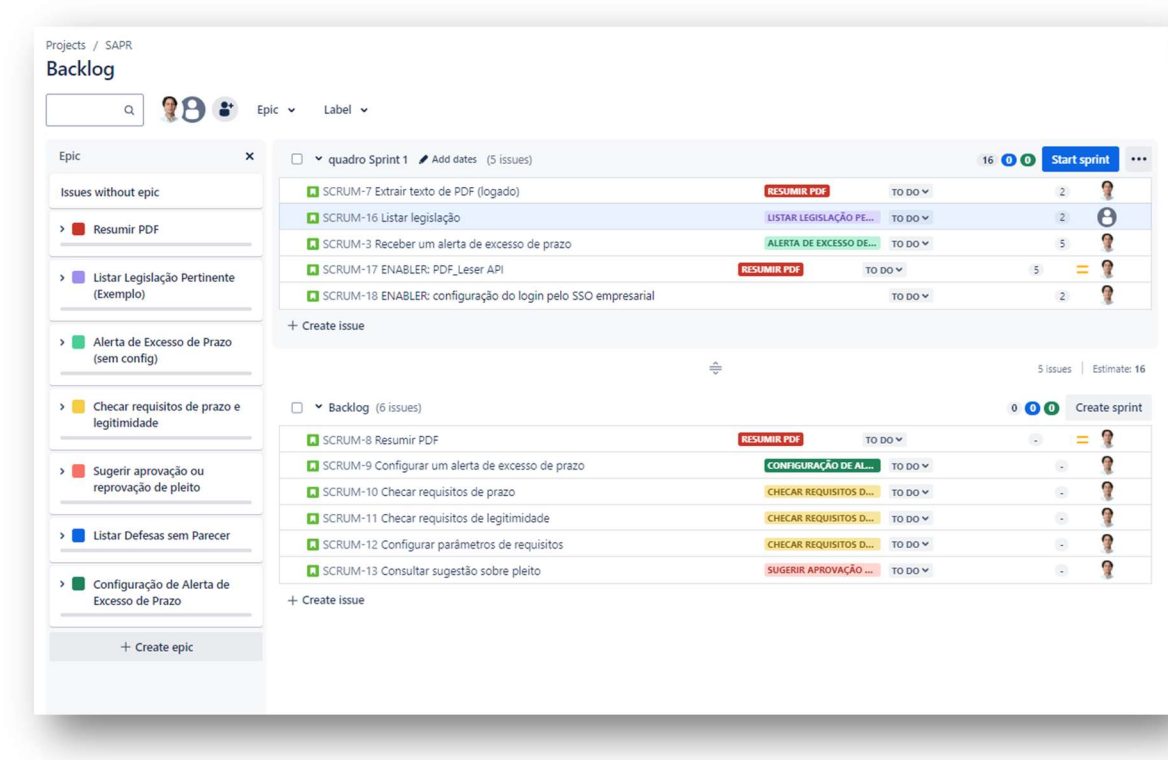 Projects / SAPR
Backlog
Epic Label
Epic
Issues without epic
Resumir PDF
Listar Legislação Pertinente
(Exemplo)
Alerta de Excesso de Prazo
(sem config)
Checar requisitos de prazo e
legitimidade
Sugerir aprovação ou
reprovação de pleito
Listar Defesas sem Parecer
Configuração de Alerta de
Excesso de Prazo
+ Create epic
quadro Sprint 1 Add dates (5 issues) 16 0 0 Start sprint ...
SCRUM-7 Extrair texto de PDF (logado) RESUMIR PDF TO DO 2
SCRUM-16 Listar legislação LISTAR LEGISLAÇÃO PE... TO DO 2
SCRUM-3 Receber um alerta de excesso de prazo ALERTA DE EXCESSO DE... TO DO 5
SCRUM-17 ENABLER: PDF_Leser API RESUMIR PDF TO DO 5
SCRUM-18 ENABLER: configuração do login pelo SSO empresarial TO DO 2
+ Create issue
5 issues | Estimate: 16
Backlog (6 issues) 0 0 0 Create sprint
SCRUM-8 Resumir PDF RESUMIR PDF TO DO -
SCRUM-9 Configurar um alerta de excesso de prazo CONFIGURAÇÃO DE AL... TO DO -
SCRUM-10 Checar requisitos de prazo CHECAR REQUISITOS D... TO DO -
SCRUM-11 Checar requisitos de legitimidade CHECAR REQUISITOS D... TO DO -
SCRUM-12 Configurar parâmetros de requisitos CHECAR REQUISITOS D... TO DO -
SCRUM-13 Consultar sugestão sobre pleito SUGERIR APROVAÇÃO ... TO DO -
+ Create issue